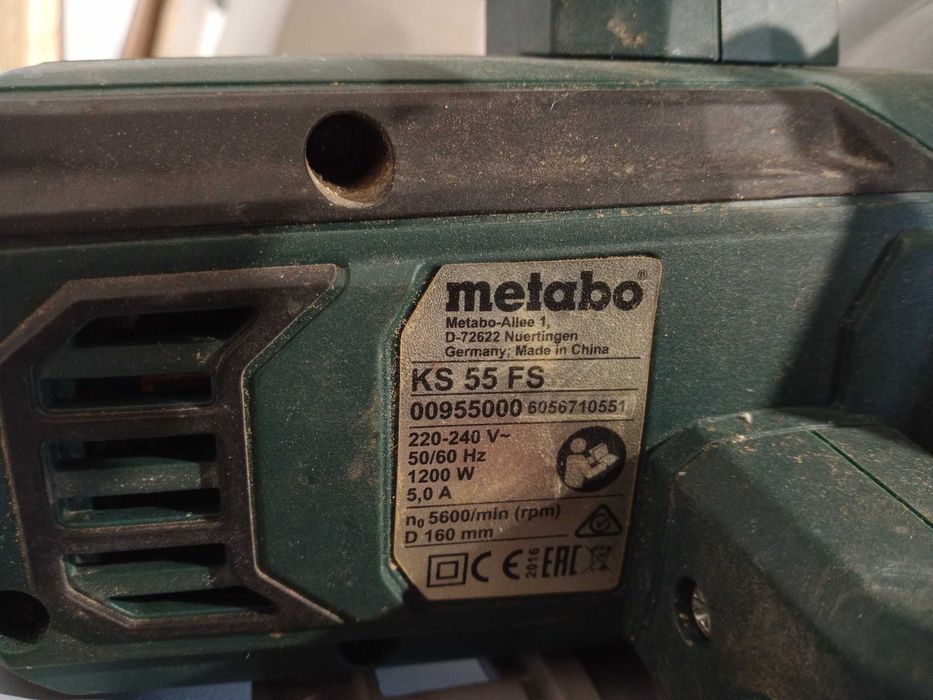 metabo®
Metabo-Allee 1,
D-72622 Nuertingen
Germany; Made in China
KS 55 FS
00955000 6056710551
220-240 V~
50/60 Hz
1200 W
5,0 A
n₀ 5600/min (rpm)
D 160 mm
CE 2016 EAC